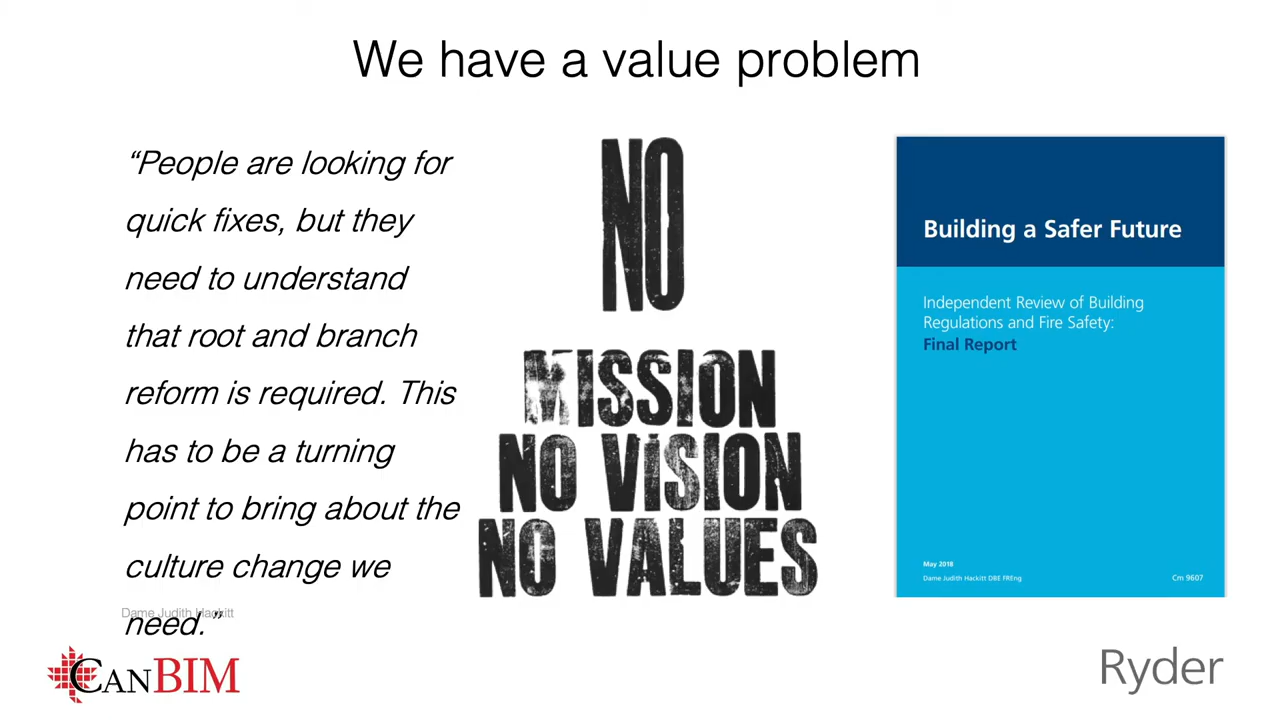 We have a value problem
“People are looking for
quick fixes, but they
need to understand
that root and branch
reform is required. This
has to be a turning
point to bring about the
culture change we
need.”
Dame Judith Hackitt
NO
MISSION
NO VISION
NO VALUES
Building a Safer Future
Independent Review of Building
Regulations and Fire Safety:
Final Report
May 2018
Dame Judith Hackitt DBE FREng
Cm 9607
CANBIM
Ryder